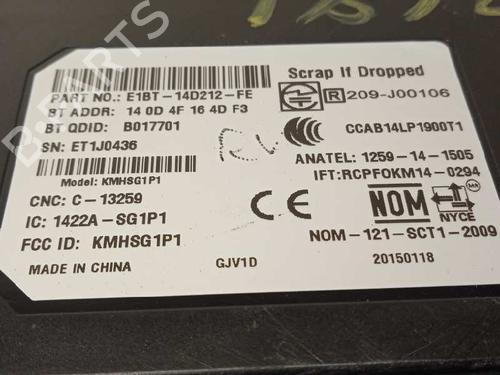 Scrap If Dropped
PART NO.: E1BT-14D212-FE
R 209-J00106
BT ADDR: 14 0D 4F 16 4D F3
BT QDID: B017701
CCAB14LP1900T1
SN: ET1J0436
ANATEL: 1259-14-1505
Model: KMHSG1P1
IFT:RCPFOKM14-0294
CNC: C-13259
CE
NOM
NYCE
IC: 1422A-SG1P1
FCC ID: KMHSG1P1
NOM-121-SCT1-2009
MADE IN CHINA
GJV1D
20150118